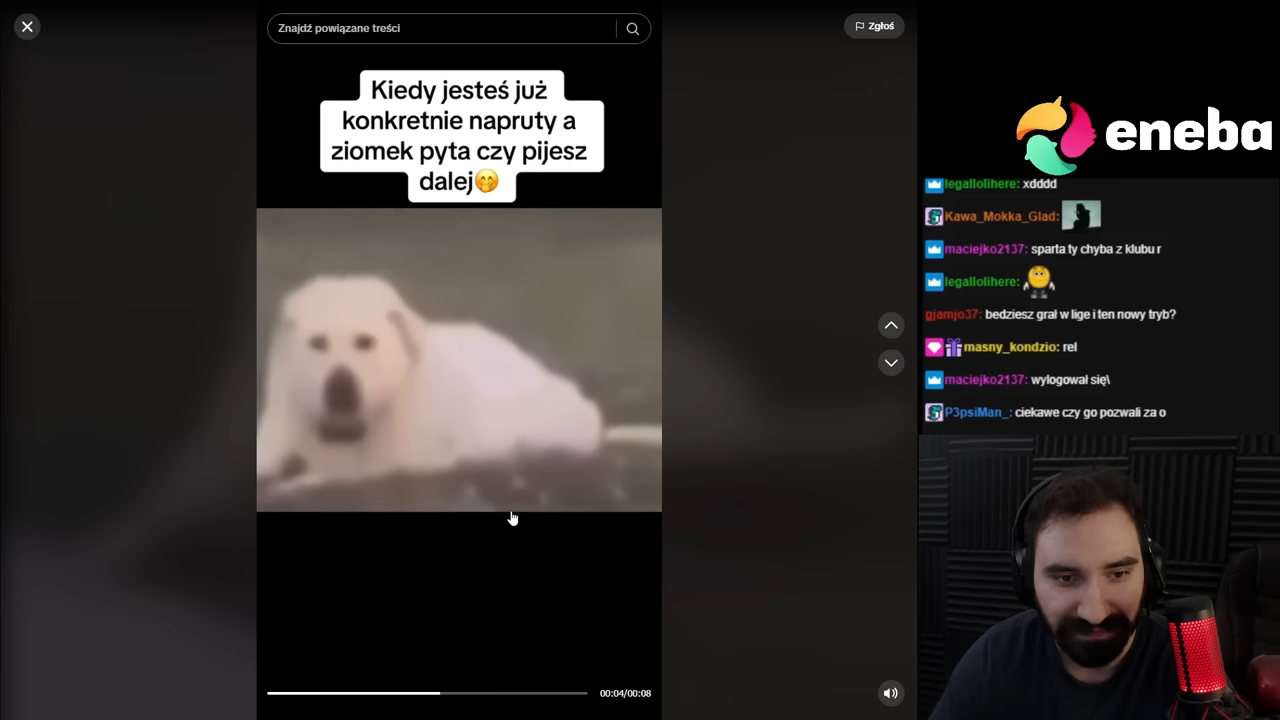 Znajdź powiązane treści
Zgłoś
Kiedy jesteś już
konkretnie napruty a
ziomek pyta czy pijesz
dalej🤭
00:04/00:08
eneba
legallolihere: xdddd
Kawa_Mokka_Glad:
maciejko2137: sparta ty chyba z klubu r
legallolihere:
gjamjo37: bedziesz grał w lige i ten nowy tryb?
masny_kondzio: rel
maciejko2137: wylogował się\
P3psiMan_: ciekawe czy go pozwali za o